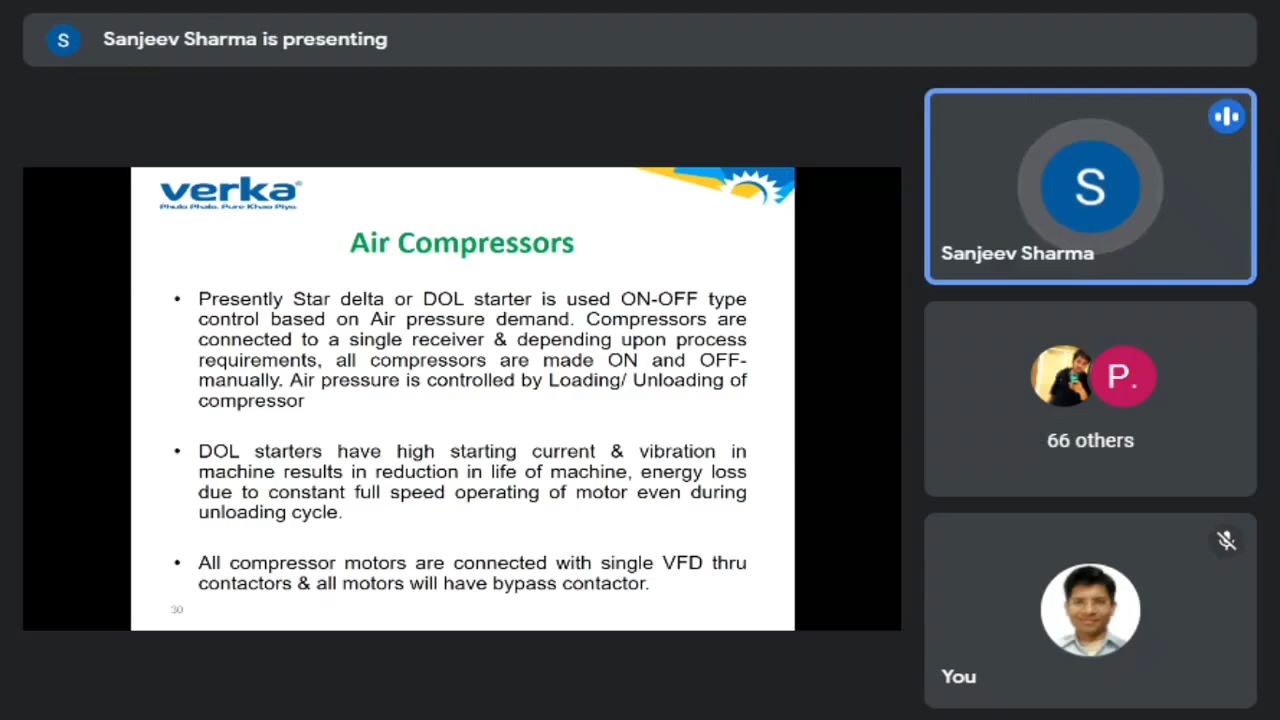 S
Sanjeev Sharma is presenting
verka®
Phulo Phalo. Pure Khao Piyo.
Air Compressors
• Presently Star delta or DOL starter is used ON-OFF type
control based on Air pressure demand. Compressors are
connected to a single receiver & depending upon process
requirements, all compressors are made ON and OFF-
manually. Air pressure is controlled by Loading/ Unloading of
compressor
• DOL starters have high starting current & vibration in
machine results in reduction in life of machine, energy loss
due to constant full speed operating of motor even during
unloading cycle.
• All compressor motors are connected with single VFD thru
contactors & all motors will have bypass contactor.
30
S
Sanjeev Sharma
P.
66 others
You